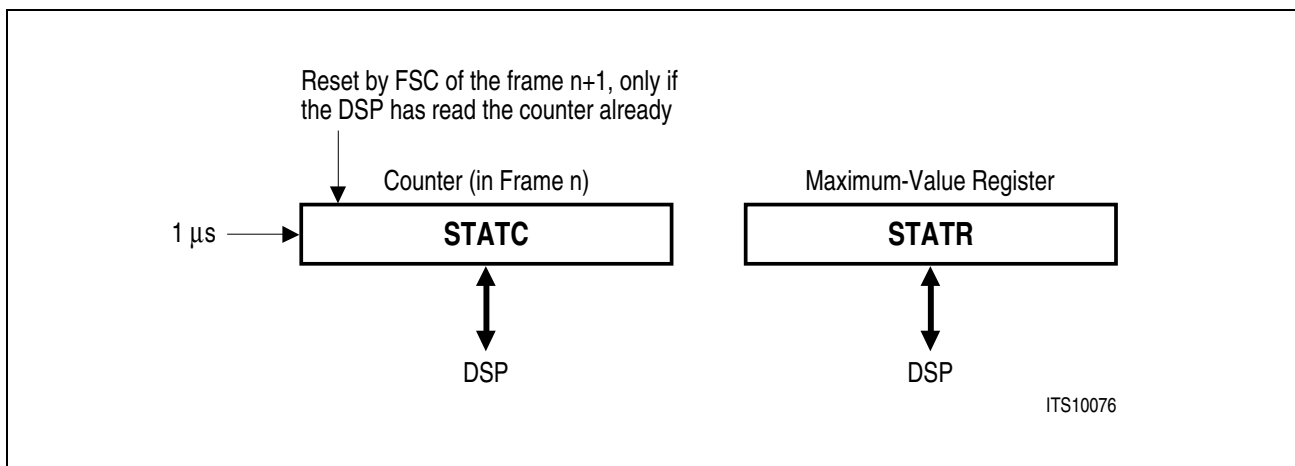 Reset by FSC of the frame n+1, only if
the DSP has read the counter already
Counter (in Frame n)
Maximum-Value Register
1 µs
STATC
STATR
DSP
DSP
ITS10076